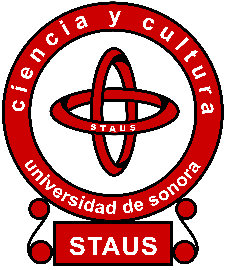 ciencia y cultura
STAUS
universidad de sonora
STAUS